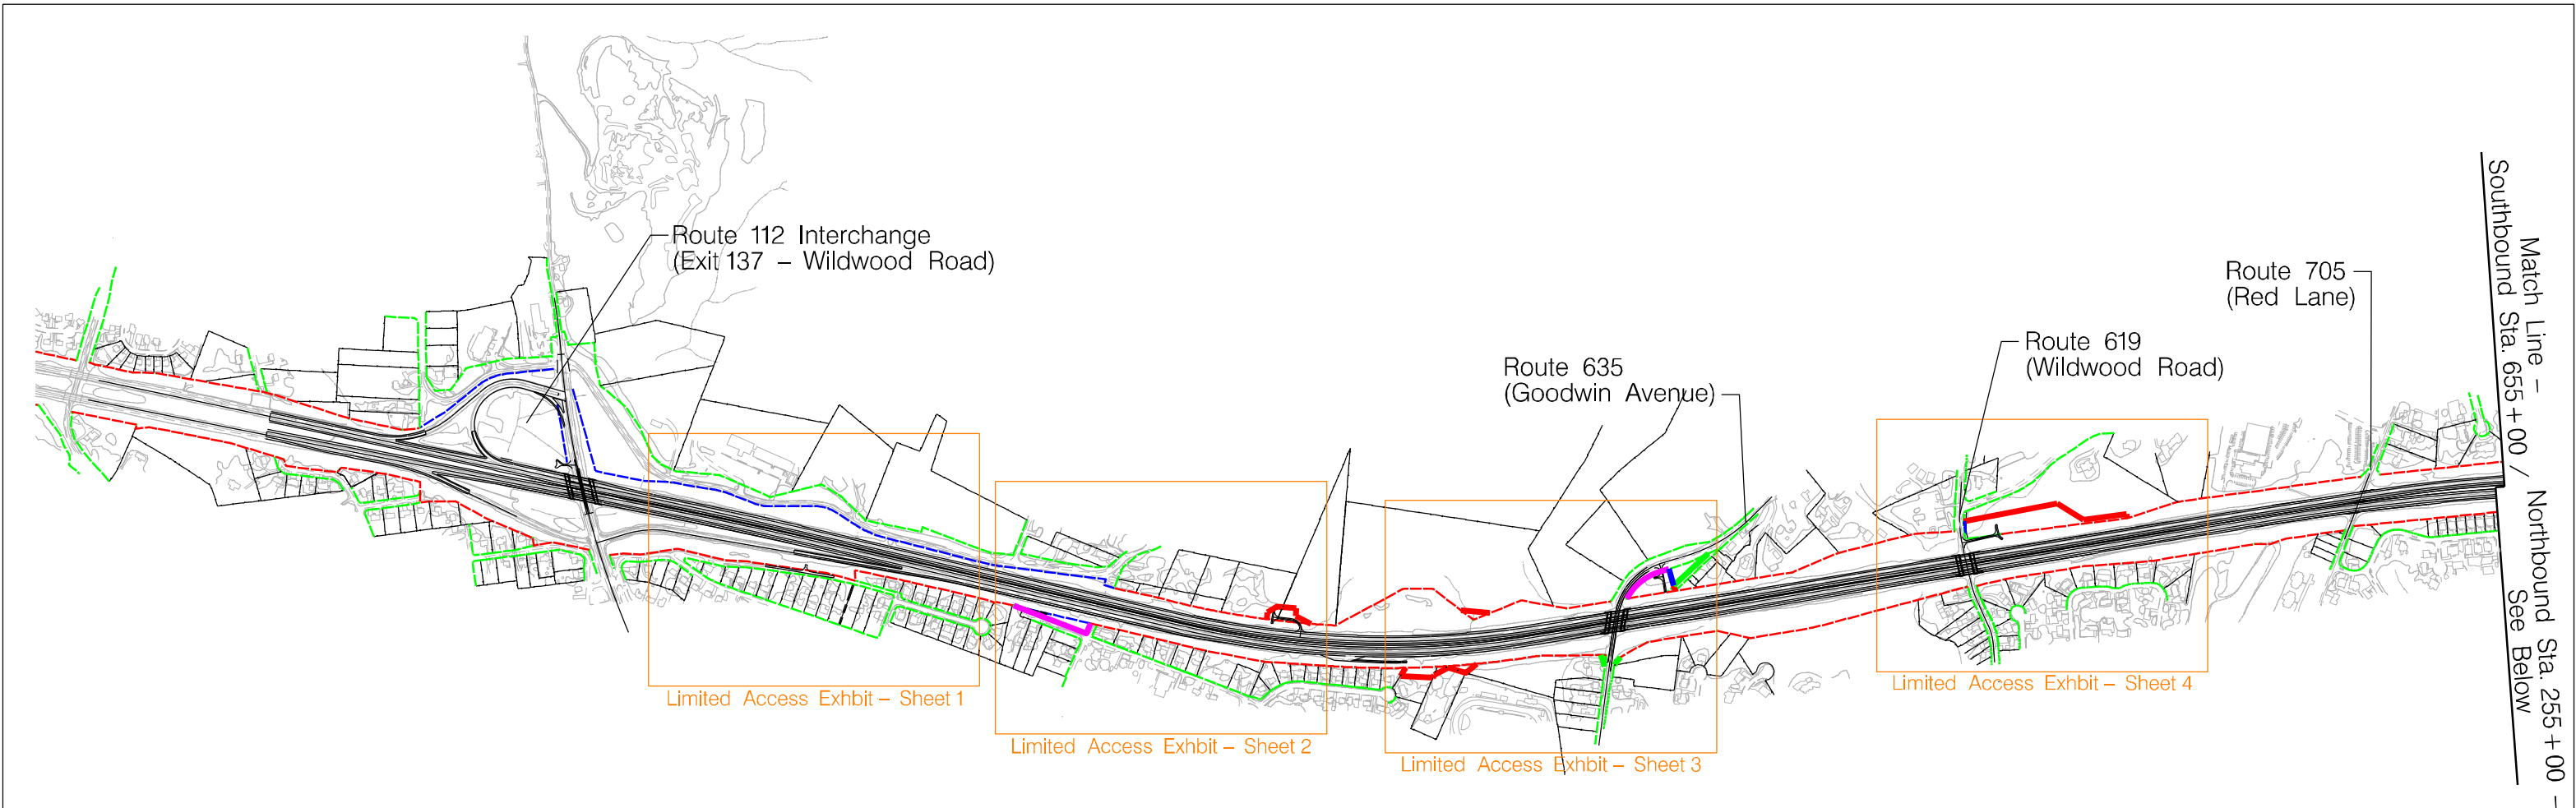 Route 112 Interchange
(Exit 137 – Wildwood Road)
Route 635
(Goodwin Avenue)
Route 619
(Wildwood Road)
Route 705
(Red Lane)
Match Line –
Southbound Sta. 655+00 / Northbound Sta. 255+00 –
See Below
Limited Access Exhbit – Sheet 1
Limited Access Exhbit – Sheet 2
Limited Access Exhbit – Sheet 3
Limited Access Exhbit – Sheet 4